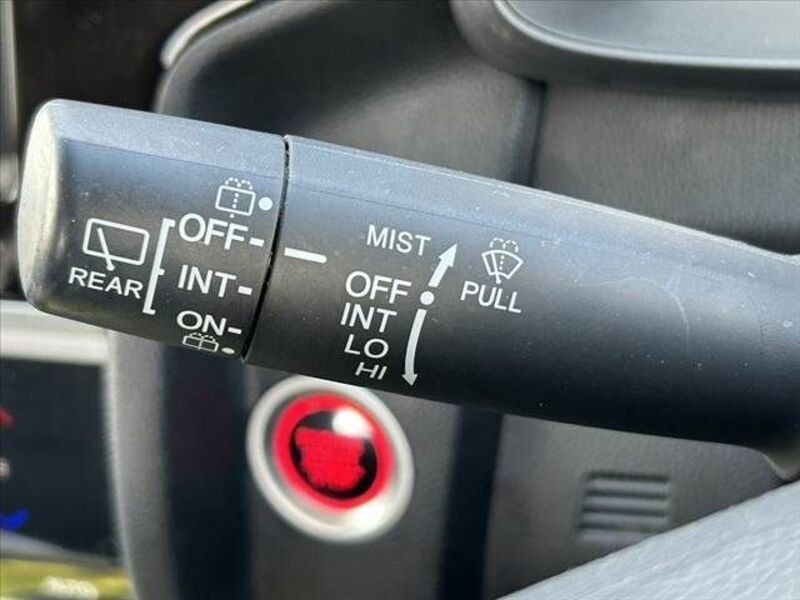 OFF
INT
ON
REAR
MIST
OFF
INT
LO
HI
PULL